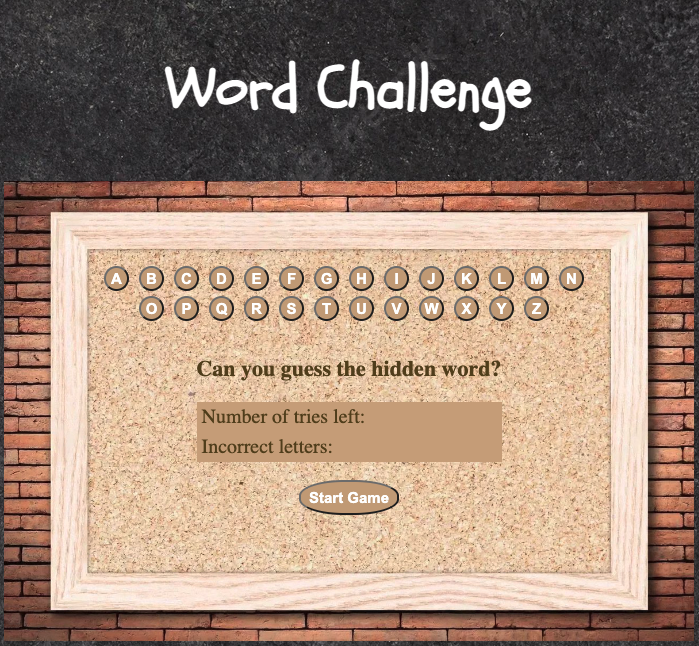 Word Challenge
A B C D E F G H I J K L M N
O P Q R S T U V W X Y Z
Can you guess the hidden word?
Number of tries left:
Incorrect letters:
Start Game